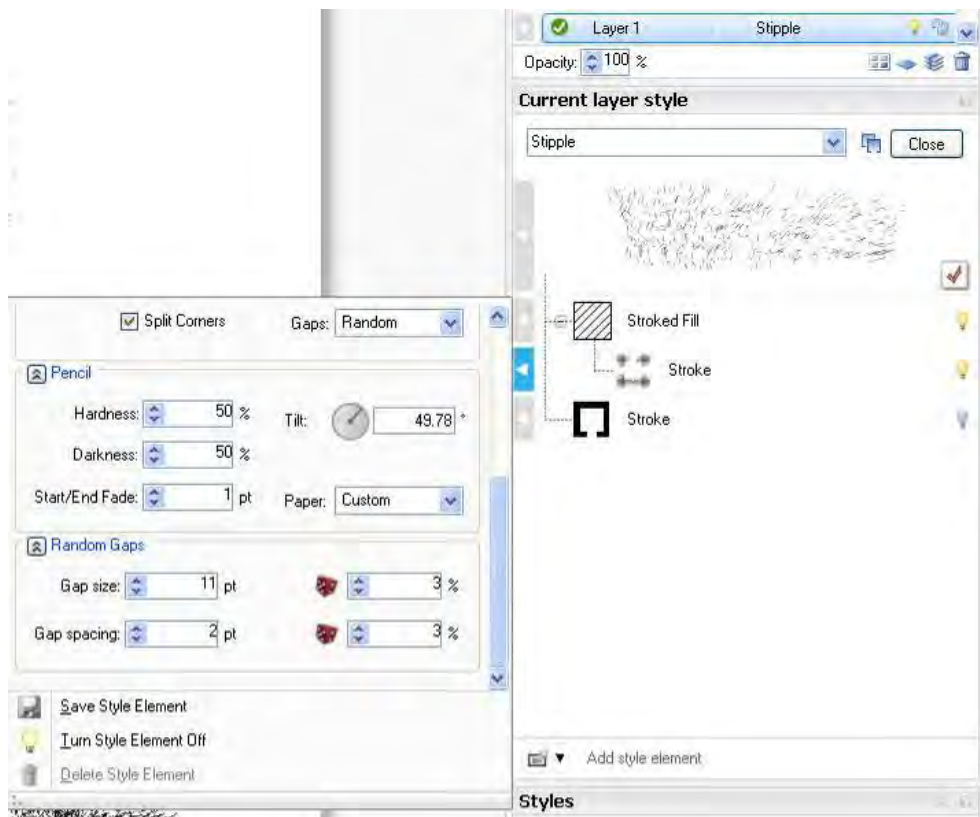 Layer 1 Stipple
Opacity: 100 %
Current layer style
Stipple Close
Stroked Fill
Stroke
Stroke
Add style element
Styles
Split Corners Gaps: Random
Pencil
Hardness: 50 % Tilt: 49.78 °
Darkness: 50 %
Start/End Fade: 1 pt Paper: Custom
Random Gaps
Gap size: 11 pt 3 %
Gap spacing: 2 pt 3 %
Save Style Element
Turn Style Element Off
Delete Style Element